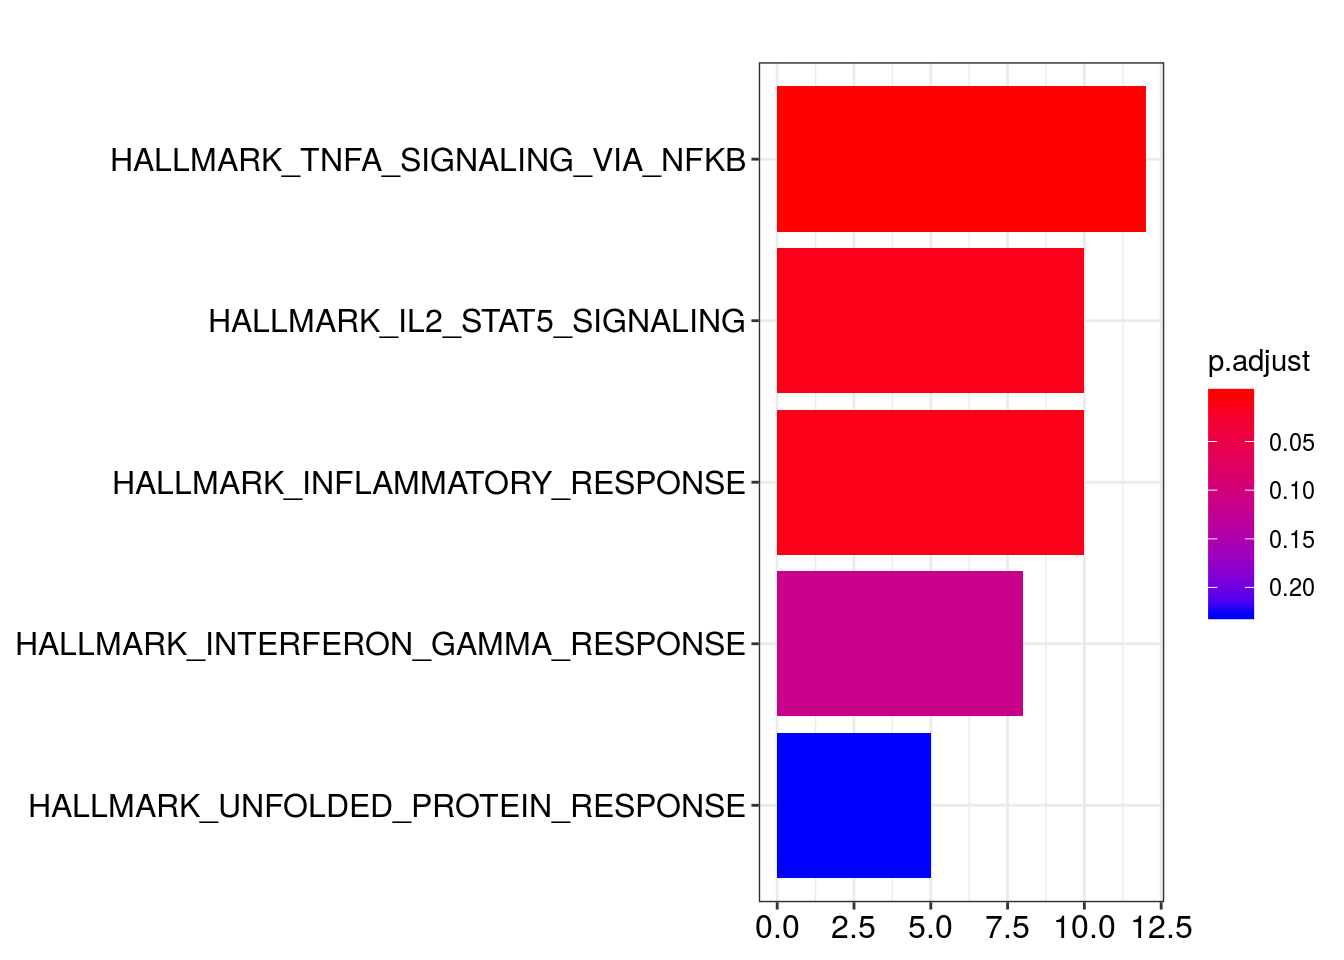 HALLMARK_TNFA_SIGNALING_VIA_NFKB
HALLMARK_IL2_STAT5_SIGNALING
HALLMARK_INFLAMMATORY_RESPONSE
HALLMARK_INTERFERON_GAMMA_RESPONSE
HALLMARK_UNFOLDED_PROTEIN_RESPONSE
0.0 2.5 5.0 7.5 10.0 12.5
p.adjust
0.05
0.10
0.15
0.20